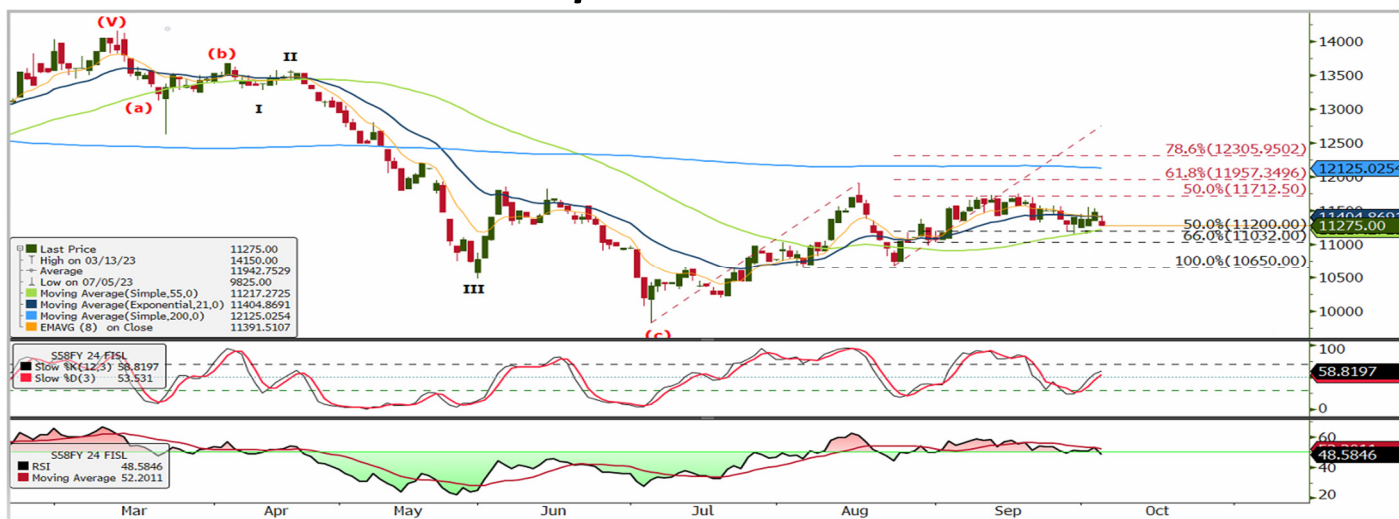 (V)
(b)
II
(a)
I
III
(c)
14000
13500
13000
12500
12000
11500
11000
10500
10000
78.6%(12305.9502)
61.8%(11957.3496)
50.0%(11712.50)
50.0%(11200.00)
66.0%(11032.00)
100.0%(10650.00)
12125.0254
11404.8691
11275.00
Last Price 11275.00
High on 03/13/23 14150.00
Average 11942.7529
Low on 07/05/23 9825.00
Moving Average(Simple,55,0) 11217.2725
Moving Average(Exponential,21,0) 11404.8691
Moving Average(Simple,200,0) 12125.0254
EMAVG (8) on Close 11391.5107
S58FY 24 FISL
Slow %K(12,3) 58.8197
Slow %D(3) 53.531
100
58.8197
0
S58FY 24 FISL
RSI 48.5846
Moving Average 52.2011
60
48.5846
40
20
Mar Apr May Jun Jul Aug Sep Oct